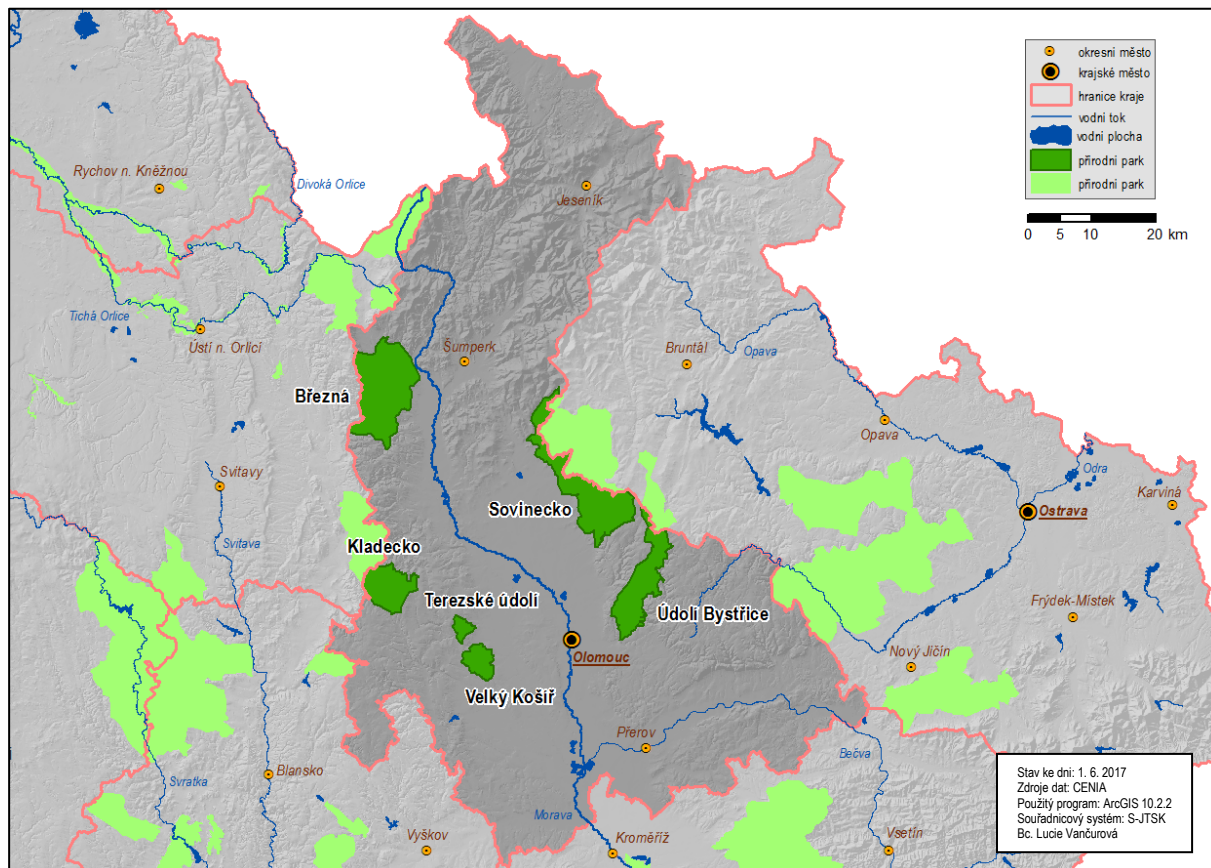 okresní město
krajské město
hranice kraje
vodní tok
vodní plocha
přírodní park
přírodní park
0 5 10 20 km
Rychov n. Kněžnou
Divoká Orlice
Jeseník
Tichá Orlice
Ústí n. Orlicí
Šumperk
Bruntál
Opava
Březná
Opava
Odra
Karviná
Svitavy
Sovinecko
Ostrava
Svitava
Kladecko
Terezské údolí
Údolí Bystřice
Frýdek-Místek
Olomouc
Nový Jičín
Velký Kosíř
Přerov
Bečva
Blansko
Svratka
Morava
Vyškov
Kroměříž
Vsetín
Stav ke dni: 1. 6. 2017
Zdroje dat: CENIA
Použitý program: ArcGIS 10.2.2
Souřadnicový systém: S-JTSK
Bc. Lucie Vančurová